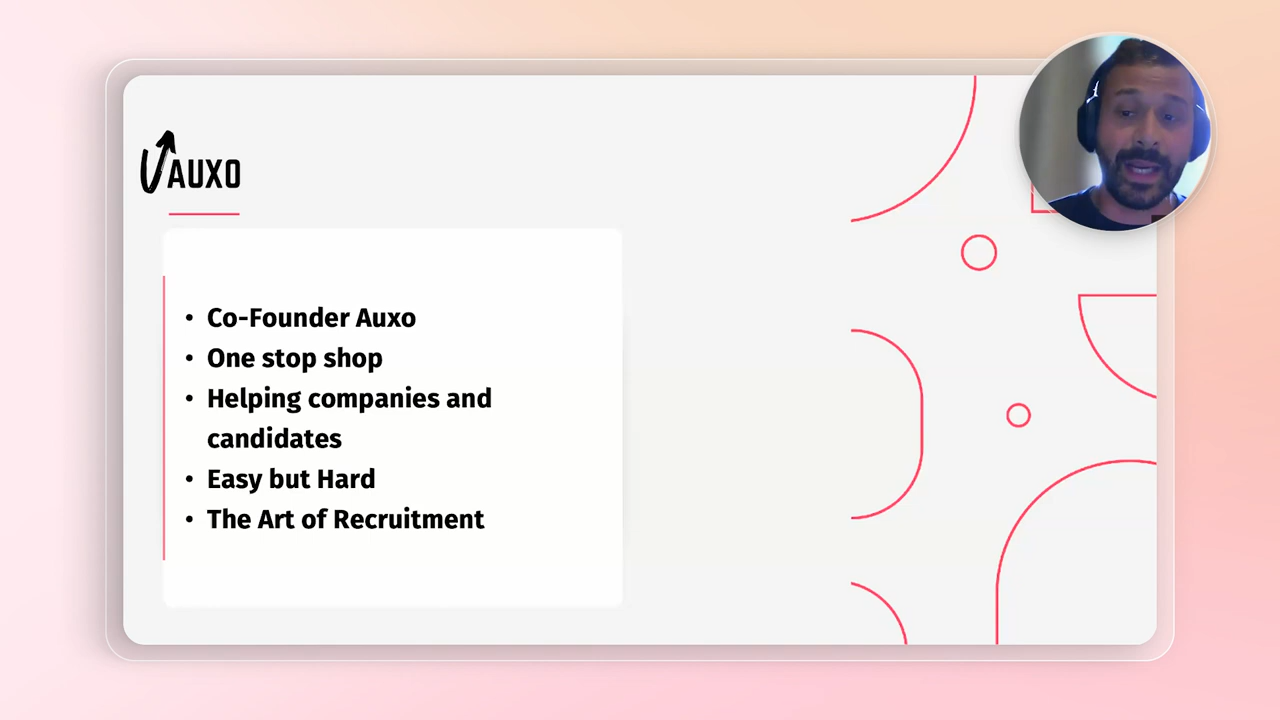 AUXO
• Co-Founder Auxo
• One stop shop
• Helping companies and
candidates
• Easy but Hard
• The Art of Recruitment